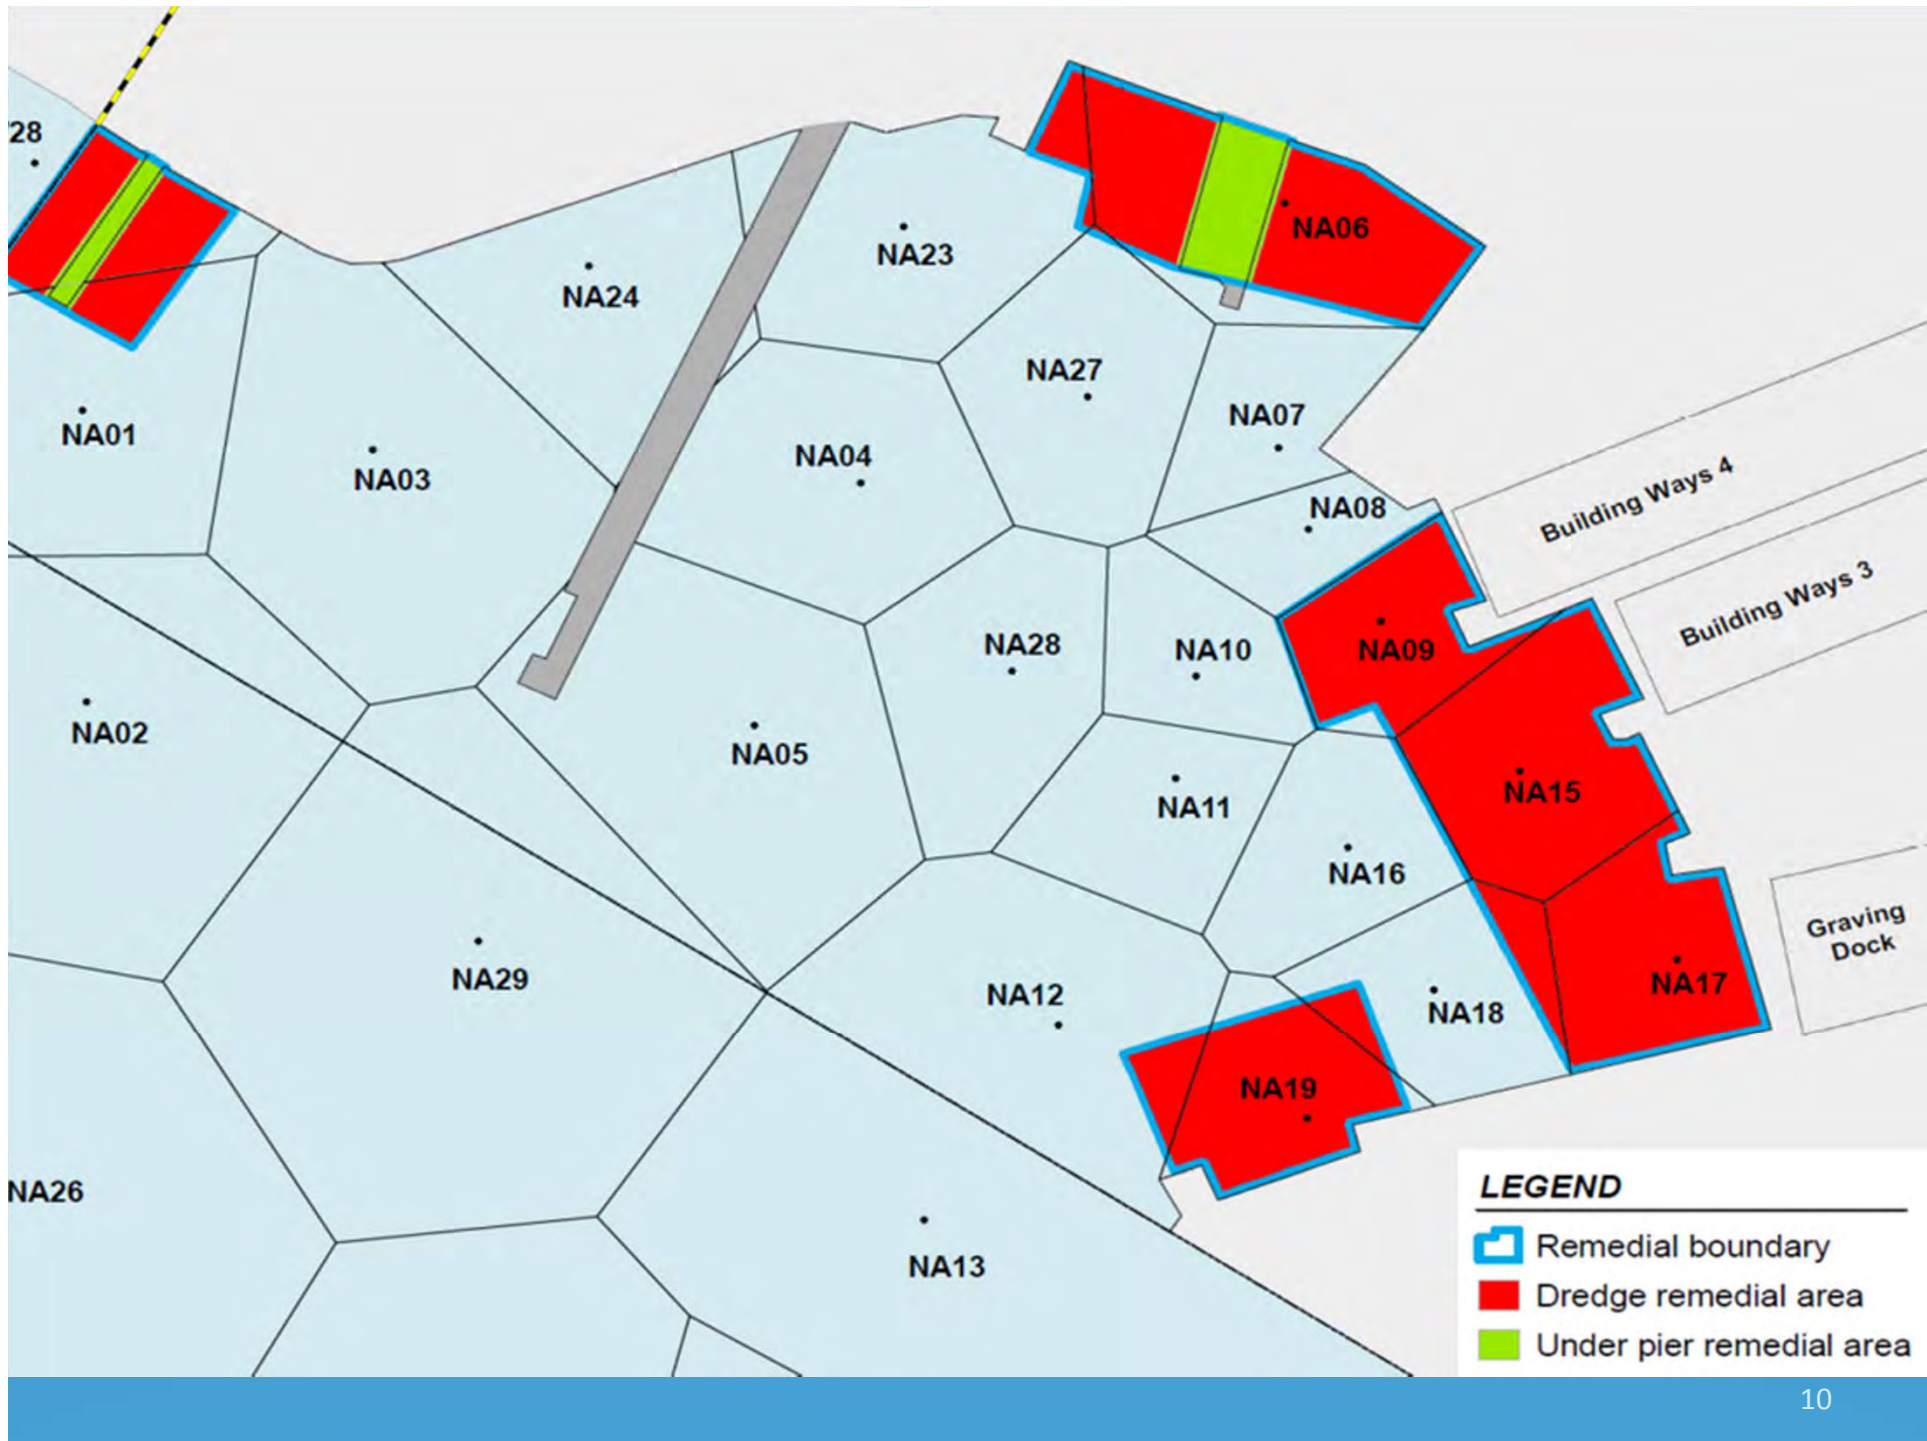 28
NA06
NA23
NA24
NA27
NA07
NA01
NA04
NA03
NA08
Building Ways 4
Building Ways 3
NA28
NA10
NA09
NA02
NA05
NA15
NA11
NA16
Graving
Dock
NA29
NA12
NA17
NA18
NA19
NA26
NA13
LEGEND
Remedial boundary
Dredge remedial area
Under pier remedial area
10